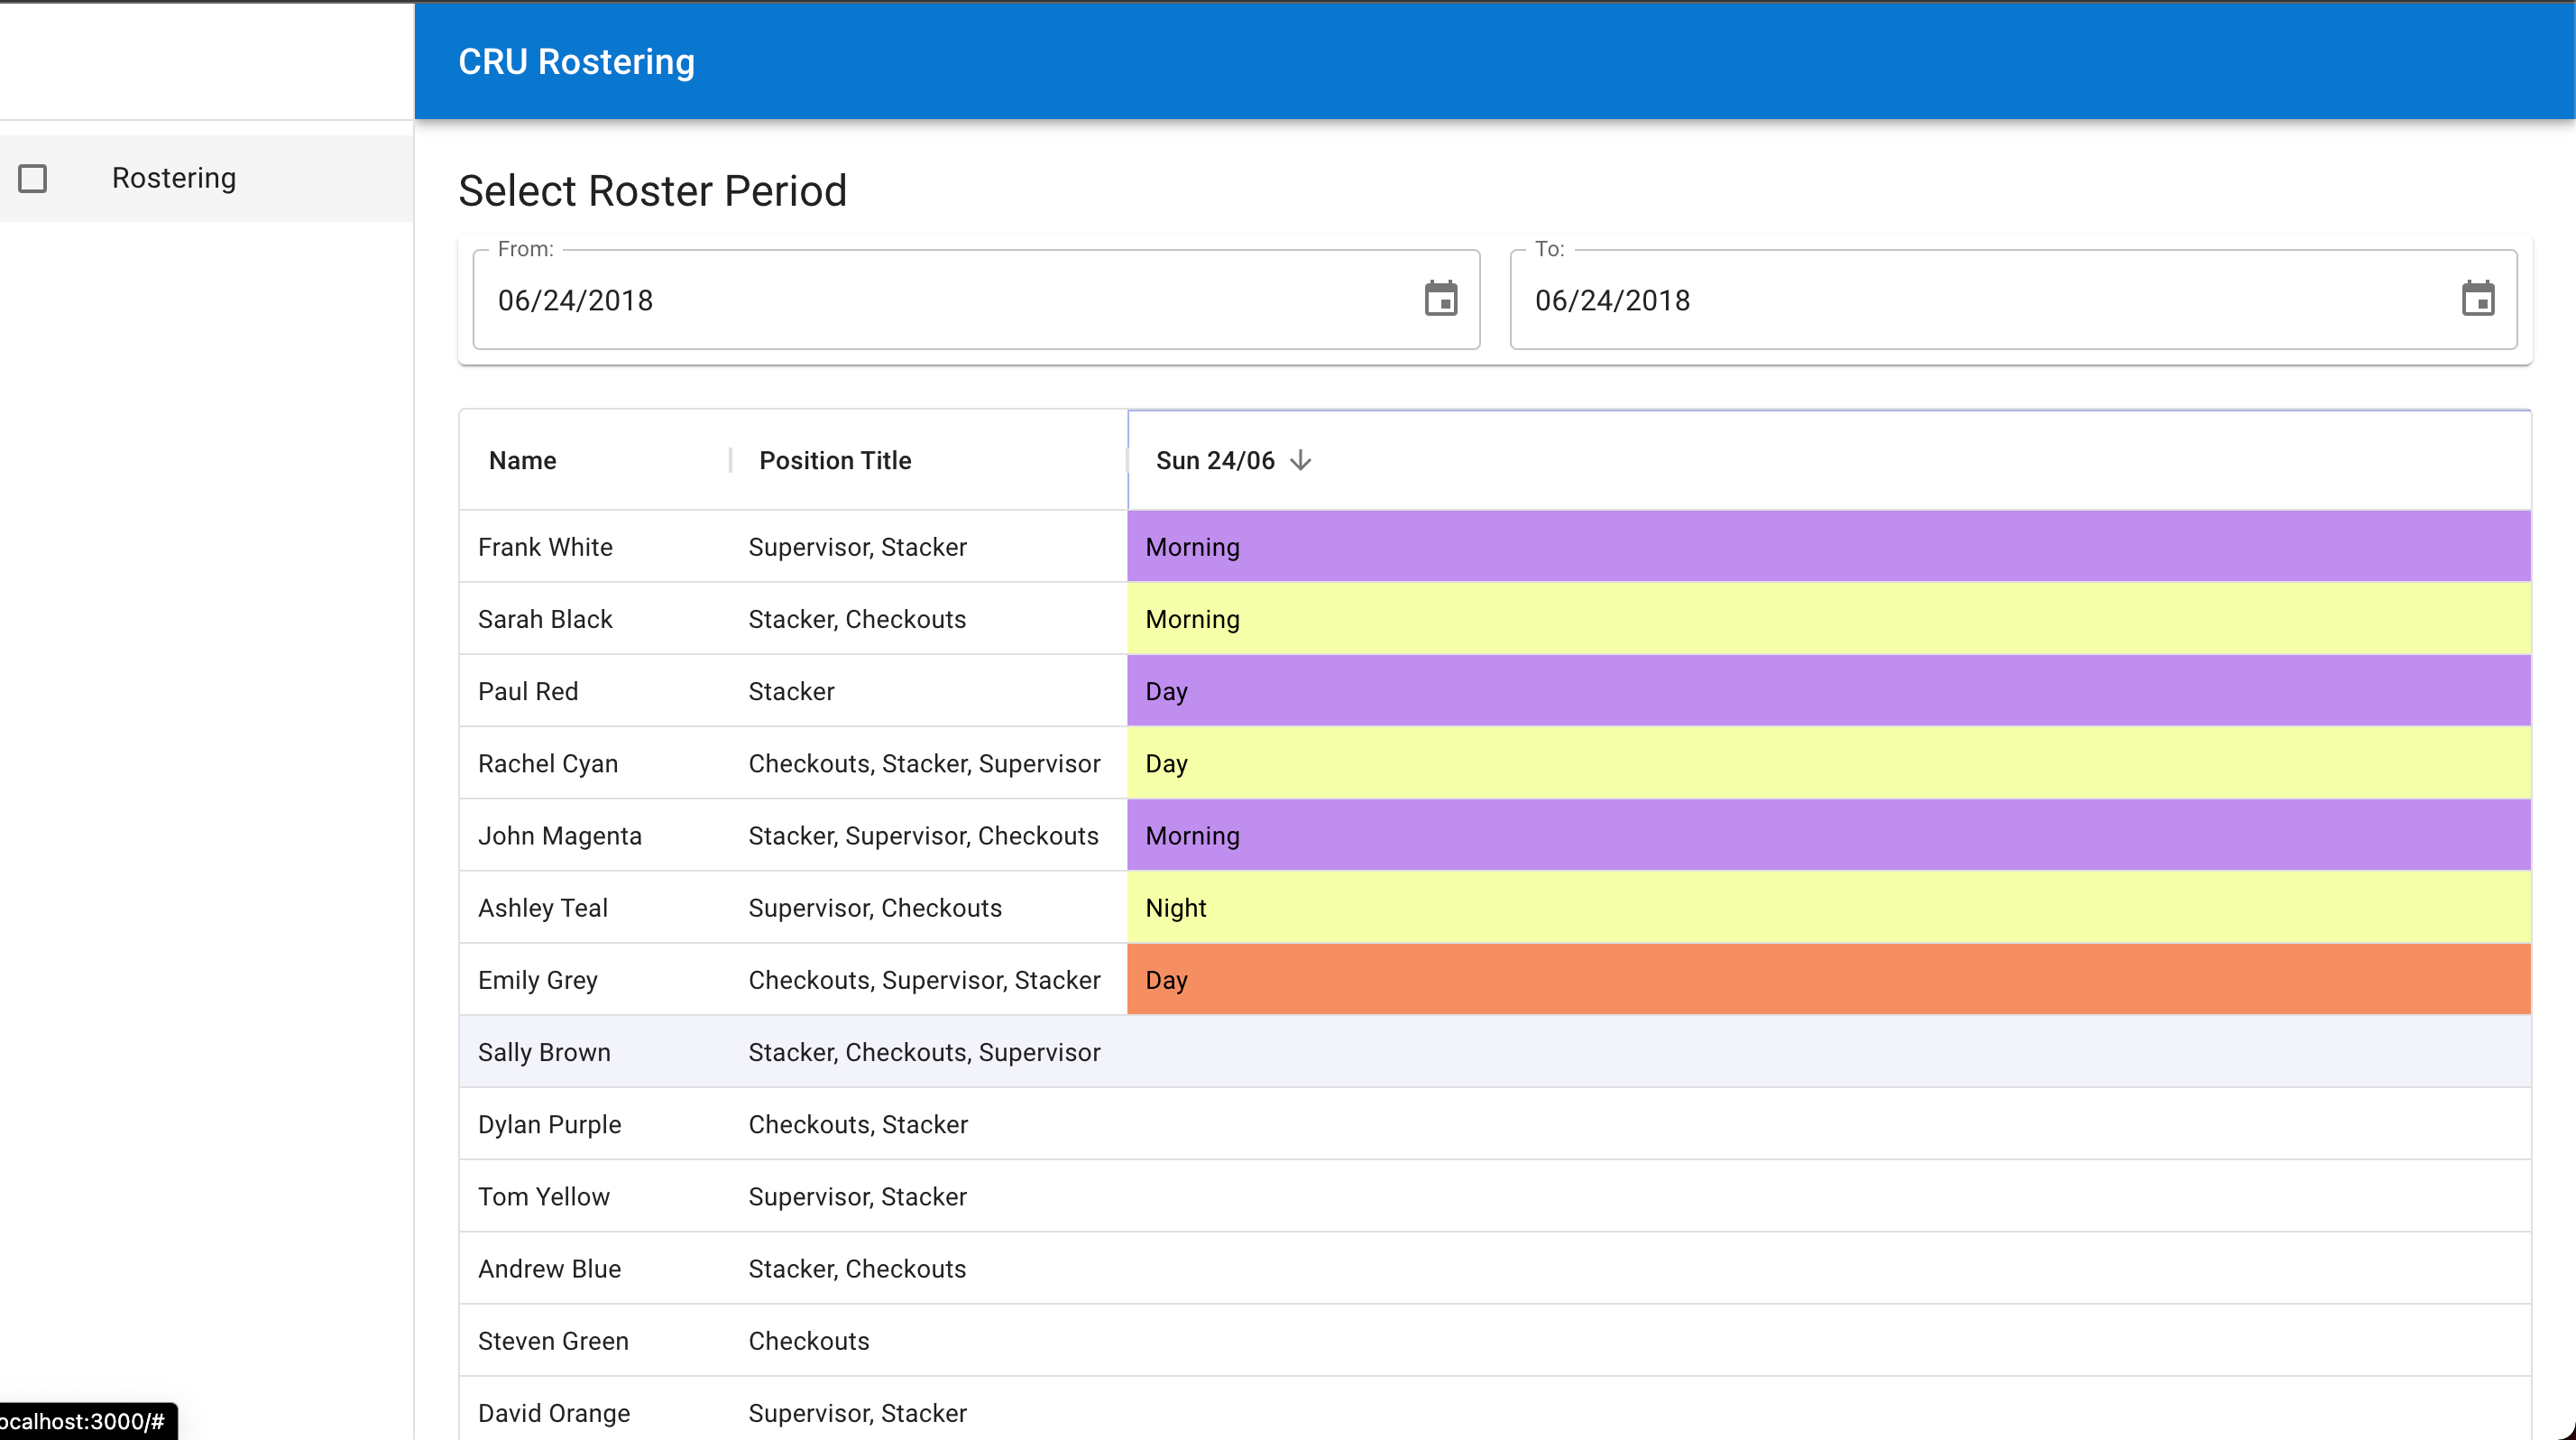 CRU Rostering
Rostering
Select Roster Period
From:
06/24/2018
To:
06/24/2018
Name Position Title Sun 24/06
Frank White Supervisor, Stacker Morning
Sarah Black Stacker, Checkouts Morning
Paul Red Stacker Day
Rachel Cyan Checkouts, Stacker, Supervisor Day
John Magenta Stacker, Supervisor, Checkouts Morning
Ashley Teal Supervisor, Checkouts Night
Emily Grey Checkouts, Supervisor, Stacker Day
Sally Brown Stacker, Checkouts, Supervisor
Dylan Purple Checkouts, Stacker
Tom Yellow Supervisor, Stacker
Andrew Blue Stacker, Checkouts
Steven Green Checkouts
David Orange Supervisor, Stacker
ocalhost:3000/#